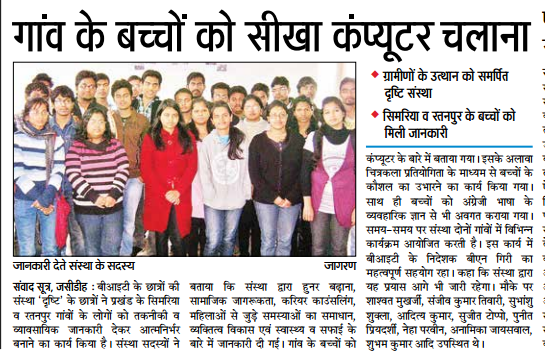 गांव के बच्चों को सीखा कंप्यूटर चलाना
ग्रामीणों के उत्थान को समर्पित
दृष्टि संस्था
सिमरिया व रतनपुर के बच्चों को
मिली जानकारी
जानकारी देते संस्था के सदस्य
जागरण
संवाद सूत्र, जसीडीह : बीआइटी के छात्रों की
संस्था 'दृष्टि' के छात्रों ने प्रखंड के सिमरिया
व रतनपुर गांवों के लोगों को तकनीकी व
व्यावसायिक जानकारी देकर आत्मनिर्भर
बनाने का कार्य किया है। संस्था सदस्यों ने
बताया कि संस्था द्वारा हुनर बढ़ाना,
सामाजिक जागरूकता, करियर काउंसलिंग,
महिलाओं से जुड़े समस्याओं का समाधान,
व्यक्तित्व विकास एवं स्वास्थ्य व सफाई के
बारे में जानकारी दी गई। गांव के बच्चों को
कंप्यूटर के बारे में बताया गया। इसके अलावा
चित्रकला प्रतियोगिता के माध्यम से बच्चों के
कौशल का उभारने का कार्य किया गया।
साथ ही बच्चों को अंग्रेजी भाषा के
व्यवहारिक ज्ञान से भी अवगत कराया गया।
समय-समय पर संस्था दोनों गांवों में विभिन्न
कार्यक्रम आयोजित करती है। इस कार्य में
बीआइटी के निदेशक बीएन गिरी का
महत्वपूर्ण सहयोग रहा। कहा कि संस्था द्वारा
यह प्रयास आगे भी जारी रहेगा। मौके पर
शाश्वत मुखर्जी, संजीव कुमार तिवारी, सुभांशु
शुक्ला, आदित्य कुमार, सुजीत टोप्पो, पुनीत
प्रियदर्शी, नेहा परवीन, अनामिका जायसवाल,
शुभम कुमार आदि उपस्थित थे।